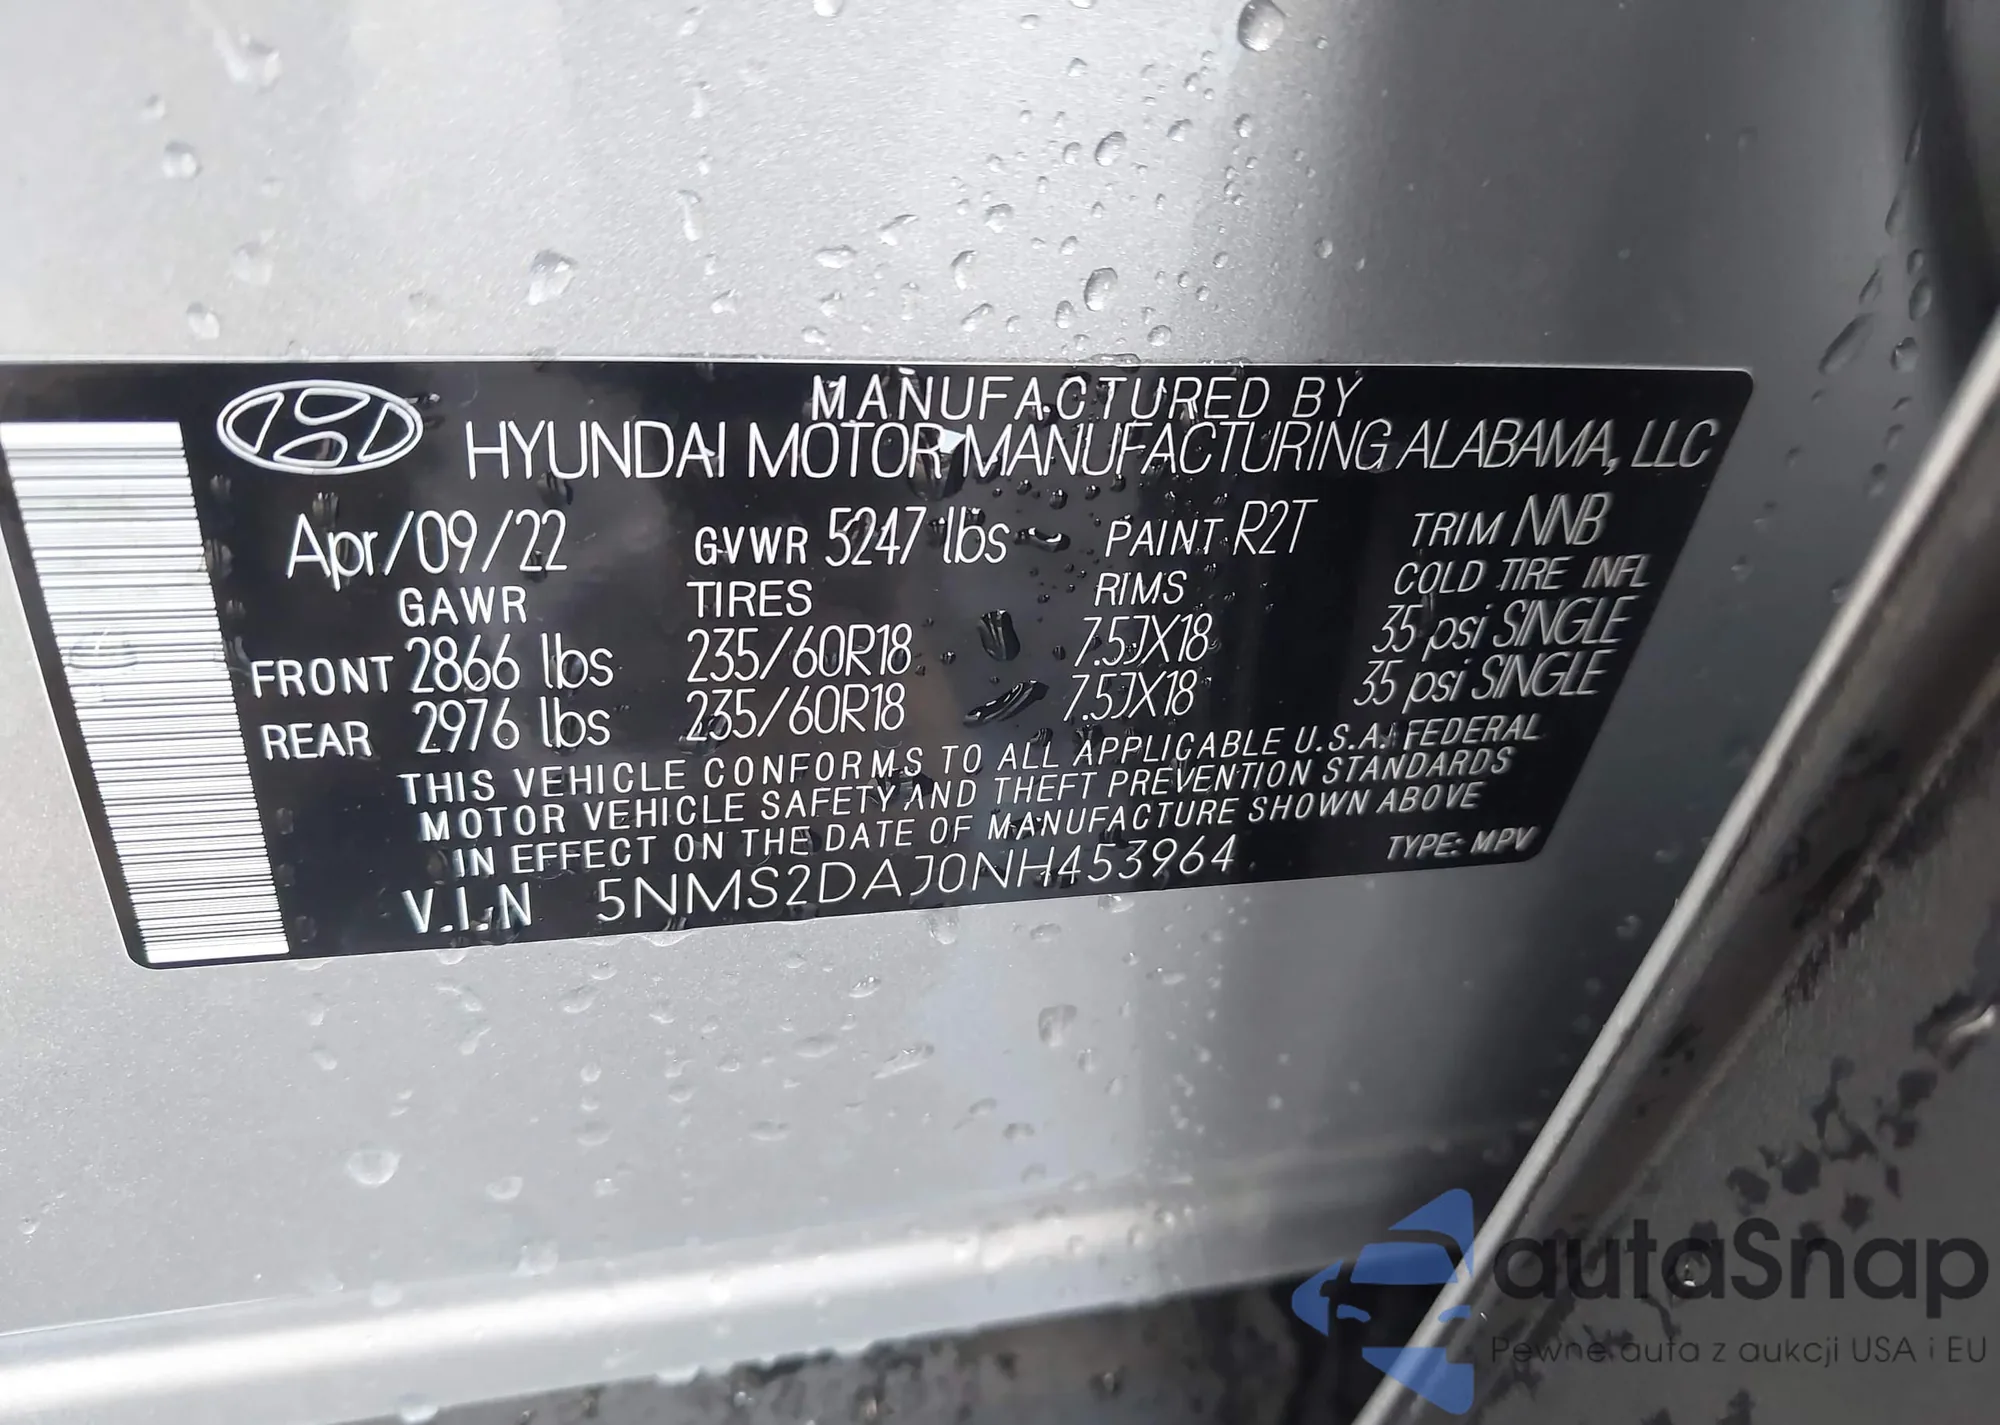 MANUFACTURED BY
HYUNDAI MOTOR MANUFACTURING ALABAMA, LLC
Apr/09/22 GVWR 5247 lbs PAINT R2T TRIM NNB
GAWR TIRES RIMS COLD TIRE INFL
FRONT 2866 lbs 235/60R18 7.5JX18 35 psi SINGLE
REAR 2976 lbs 235/60R18 7.5JX18 35 psi SINGLE
THIS VEHICLE CONFORMS TO ALL APPLICABLE U.S.A. FEDERAL
MOTOR VEHICLE SAFETY AND THEFT PREVENTION STANDARDS
IN EFFECT ON THE DATE OF MANUFACTURE SHOWN ABOVE
V.I.N 5NMS2DAJ0NH453964 TYPE: MPV
autaSnap
Pewne auta z aukcji USA i EU